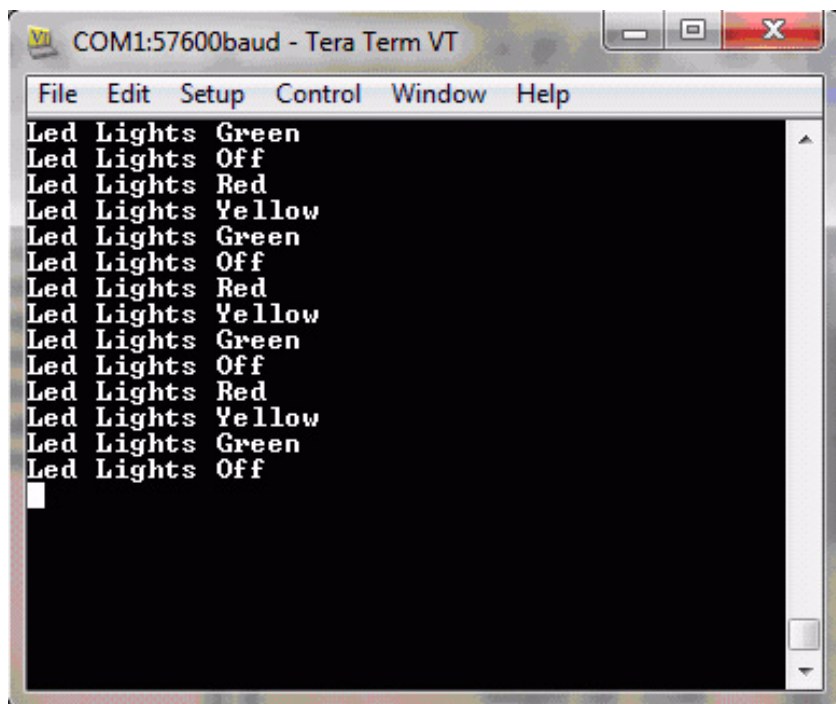 COM1:57600baud - Tera Term VT
File Edit Setup Control Window Help
Led Lights Green
Led Lights Off
Led Lights Red
Led Lights Yellow
Led Lights Green
Led Lights Off
Led Lights Red
Led Lights Yellow
Led Lights Green
Led Lights Off
Led Lights Red
Led Lights Yellow
Led Lights Green
Led Lights Off